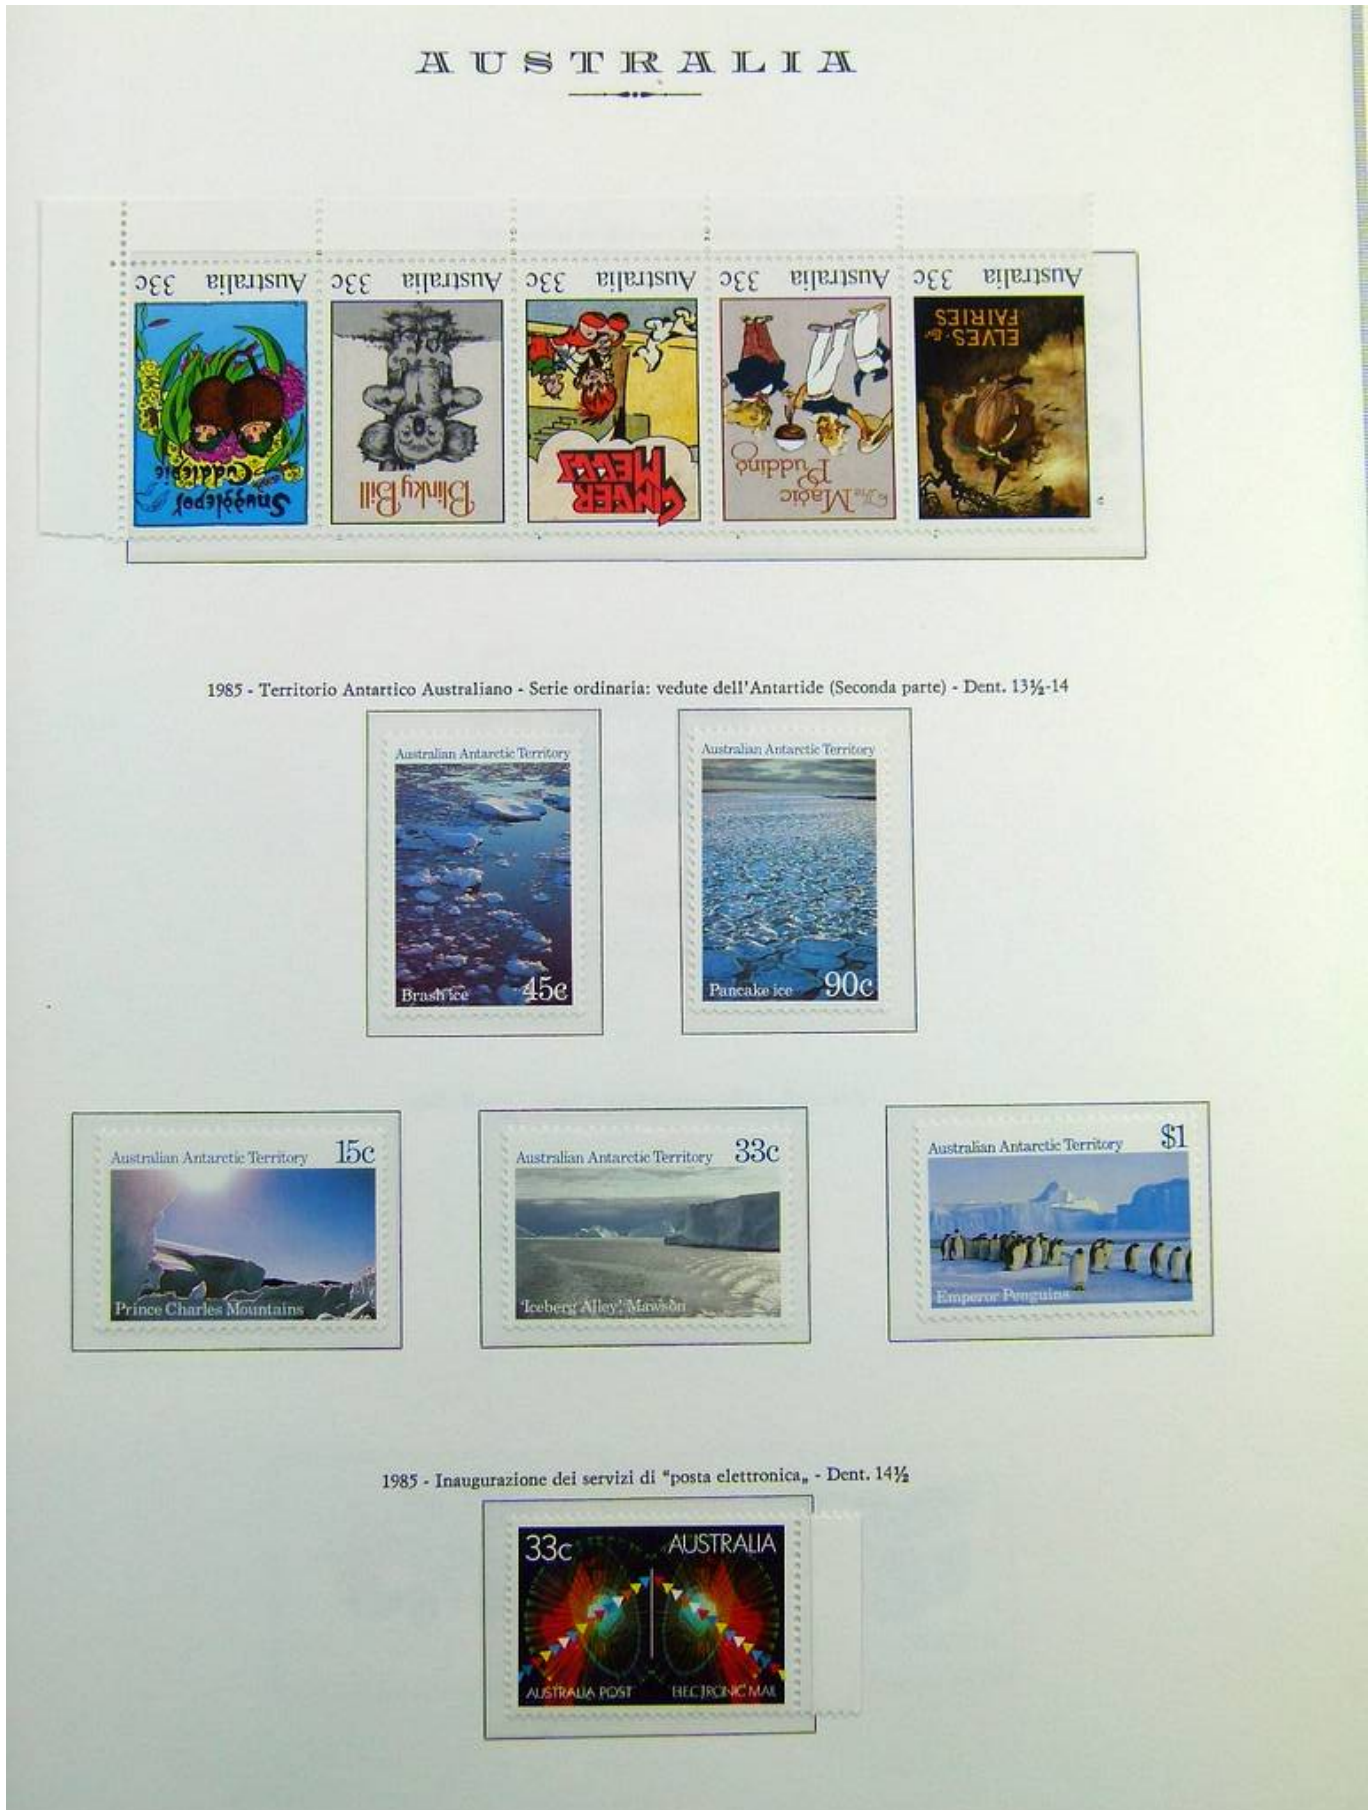 AUSTRALIA
33c Australia
33c Australia
33c Australia
33c Australia
33c Australia
Snugglepot
and Cuddlepie
Blinky Bill
GINGER
MEGGS
The Magic
Pudding
ELVES &
FAIRIES
1985 - Territorio Antartico Australiano - Serie ordinaria: vedute dell'Antartide (Seconda parte) - Dent. 13½-14
Australian Antarctic Territory
Brash ice 45c
Australian Antarctic Territory
Pancake ice 90c
Australian Antarctic Territory 15c
Prince Charles Mountains
Australian Antarctic Territory 33c
'Iceberg Alley', Mawson
Australian Antarctic Territory $1
Emperor Penguins
1985 - Inaugurazione dei servizi di "posta elettronica„ - Dent. 14½
33c AUSTRALIA
AUSTRALIA POST ELECTRONIC MAIL